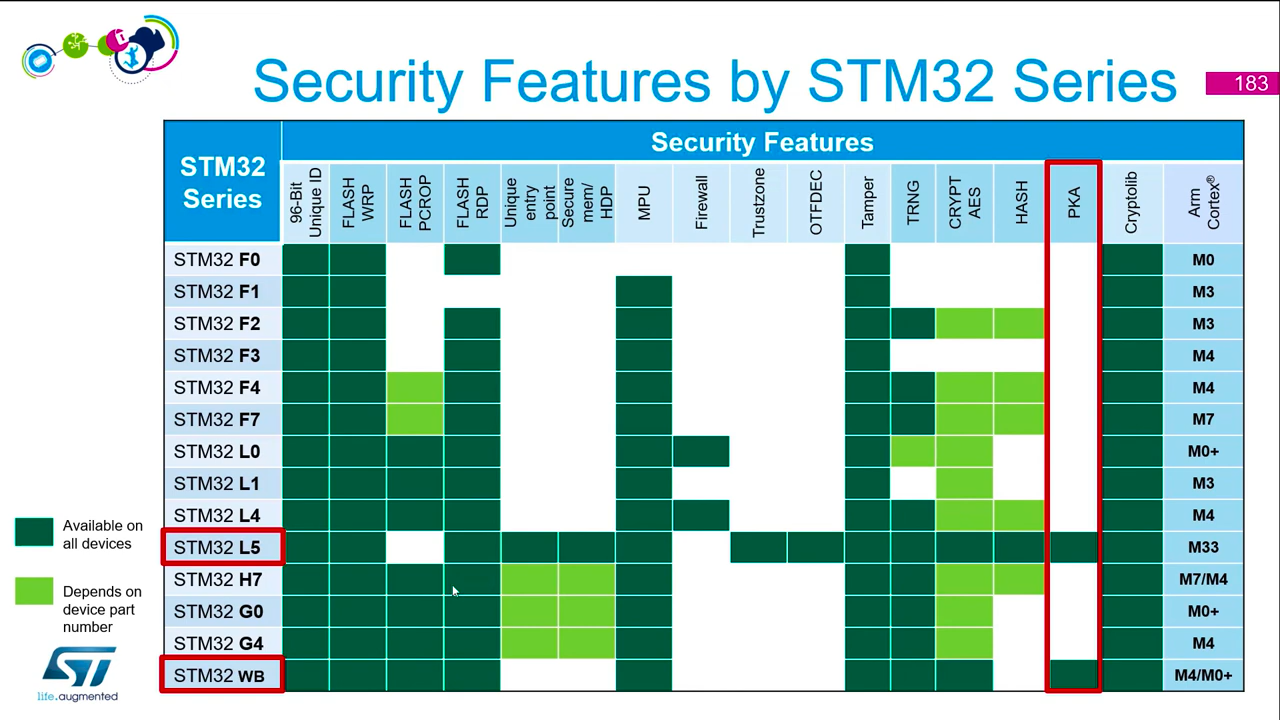 Security Features by STM32 Series
183
STM32
Series
Security Features
96-Bit
Unique ID
FLASH
WRP
FLASH
PCROP
FLASH
RDP
Unique
entry
point
Secure
mem/
HDP
MPU
Firewall
Trustzone
OTFDEC
Tamper
TRNG
CRYPT
AES
HASH
PKA
Cryptolib
Arm
Cortex®
STM32 F0
M0
STM32 F1
M3
STM32 F2
M3
STM32 F3
M4
STM32 F4
M4
STM32 F7
M7
STM32 L0
M0+
STM32 L1
M3
STM32 L4
M4
STM32 L5
M33
STM32 H7
M7/M4
STM32 G0
M0+
STM32 G4
M4
STM32 WB
M4/M0+
Available on
all devices
Depends on
device part
number
ST
life.augmented